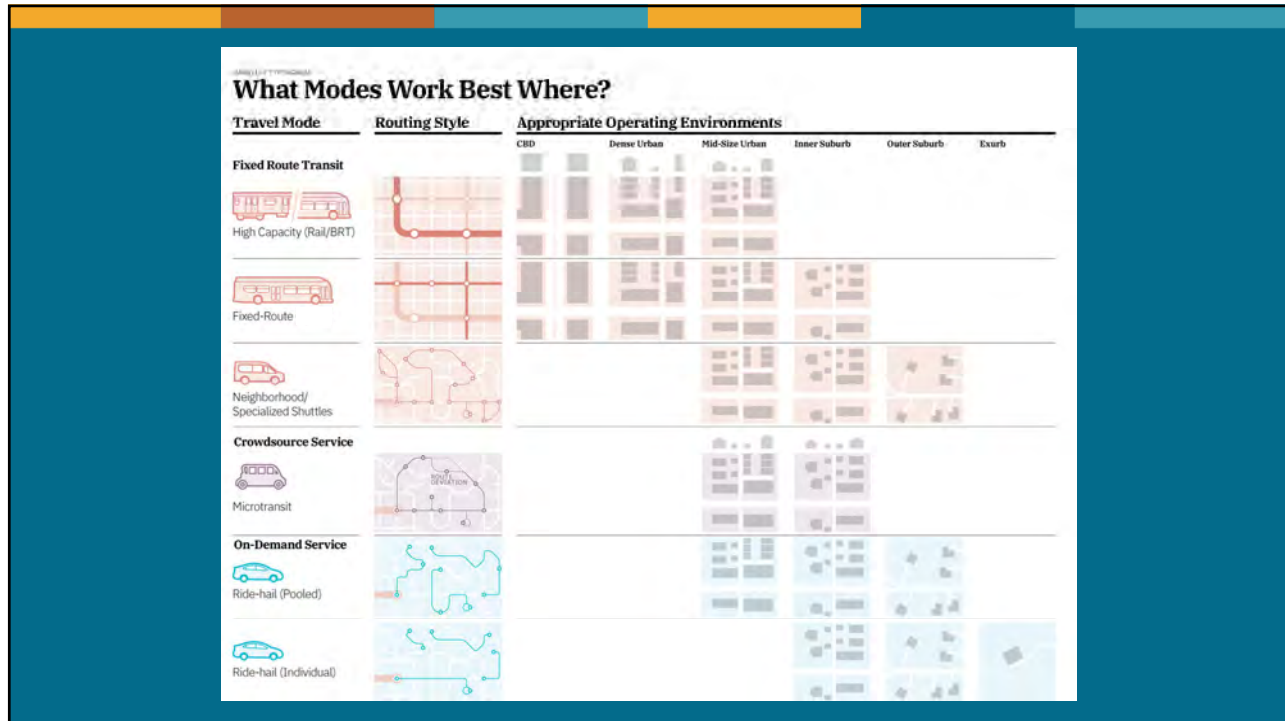 What Modes Work Best Where?
Travel Mode Routing Style Appropriate Operating Environments
CBD Dense Urban Mid-Size Urban Inner Suburb Outer Suburb Exurb
Fixed Route Transit
High Capacity (Rail/BRT)
Fixed-Route
Neighborhood/
Specialized Shuttles
Crowdsource Service
ROUTE
DEVIATION
Microtransit
On-Demand Service
Ride-hail (Pooled)
Ride-hail (Individual)